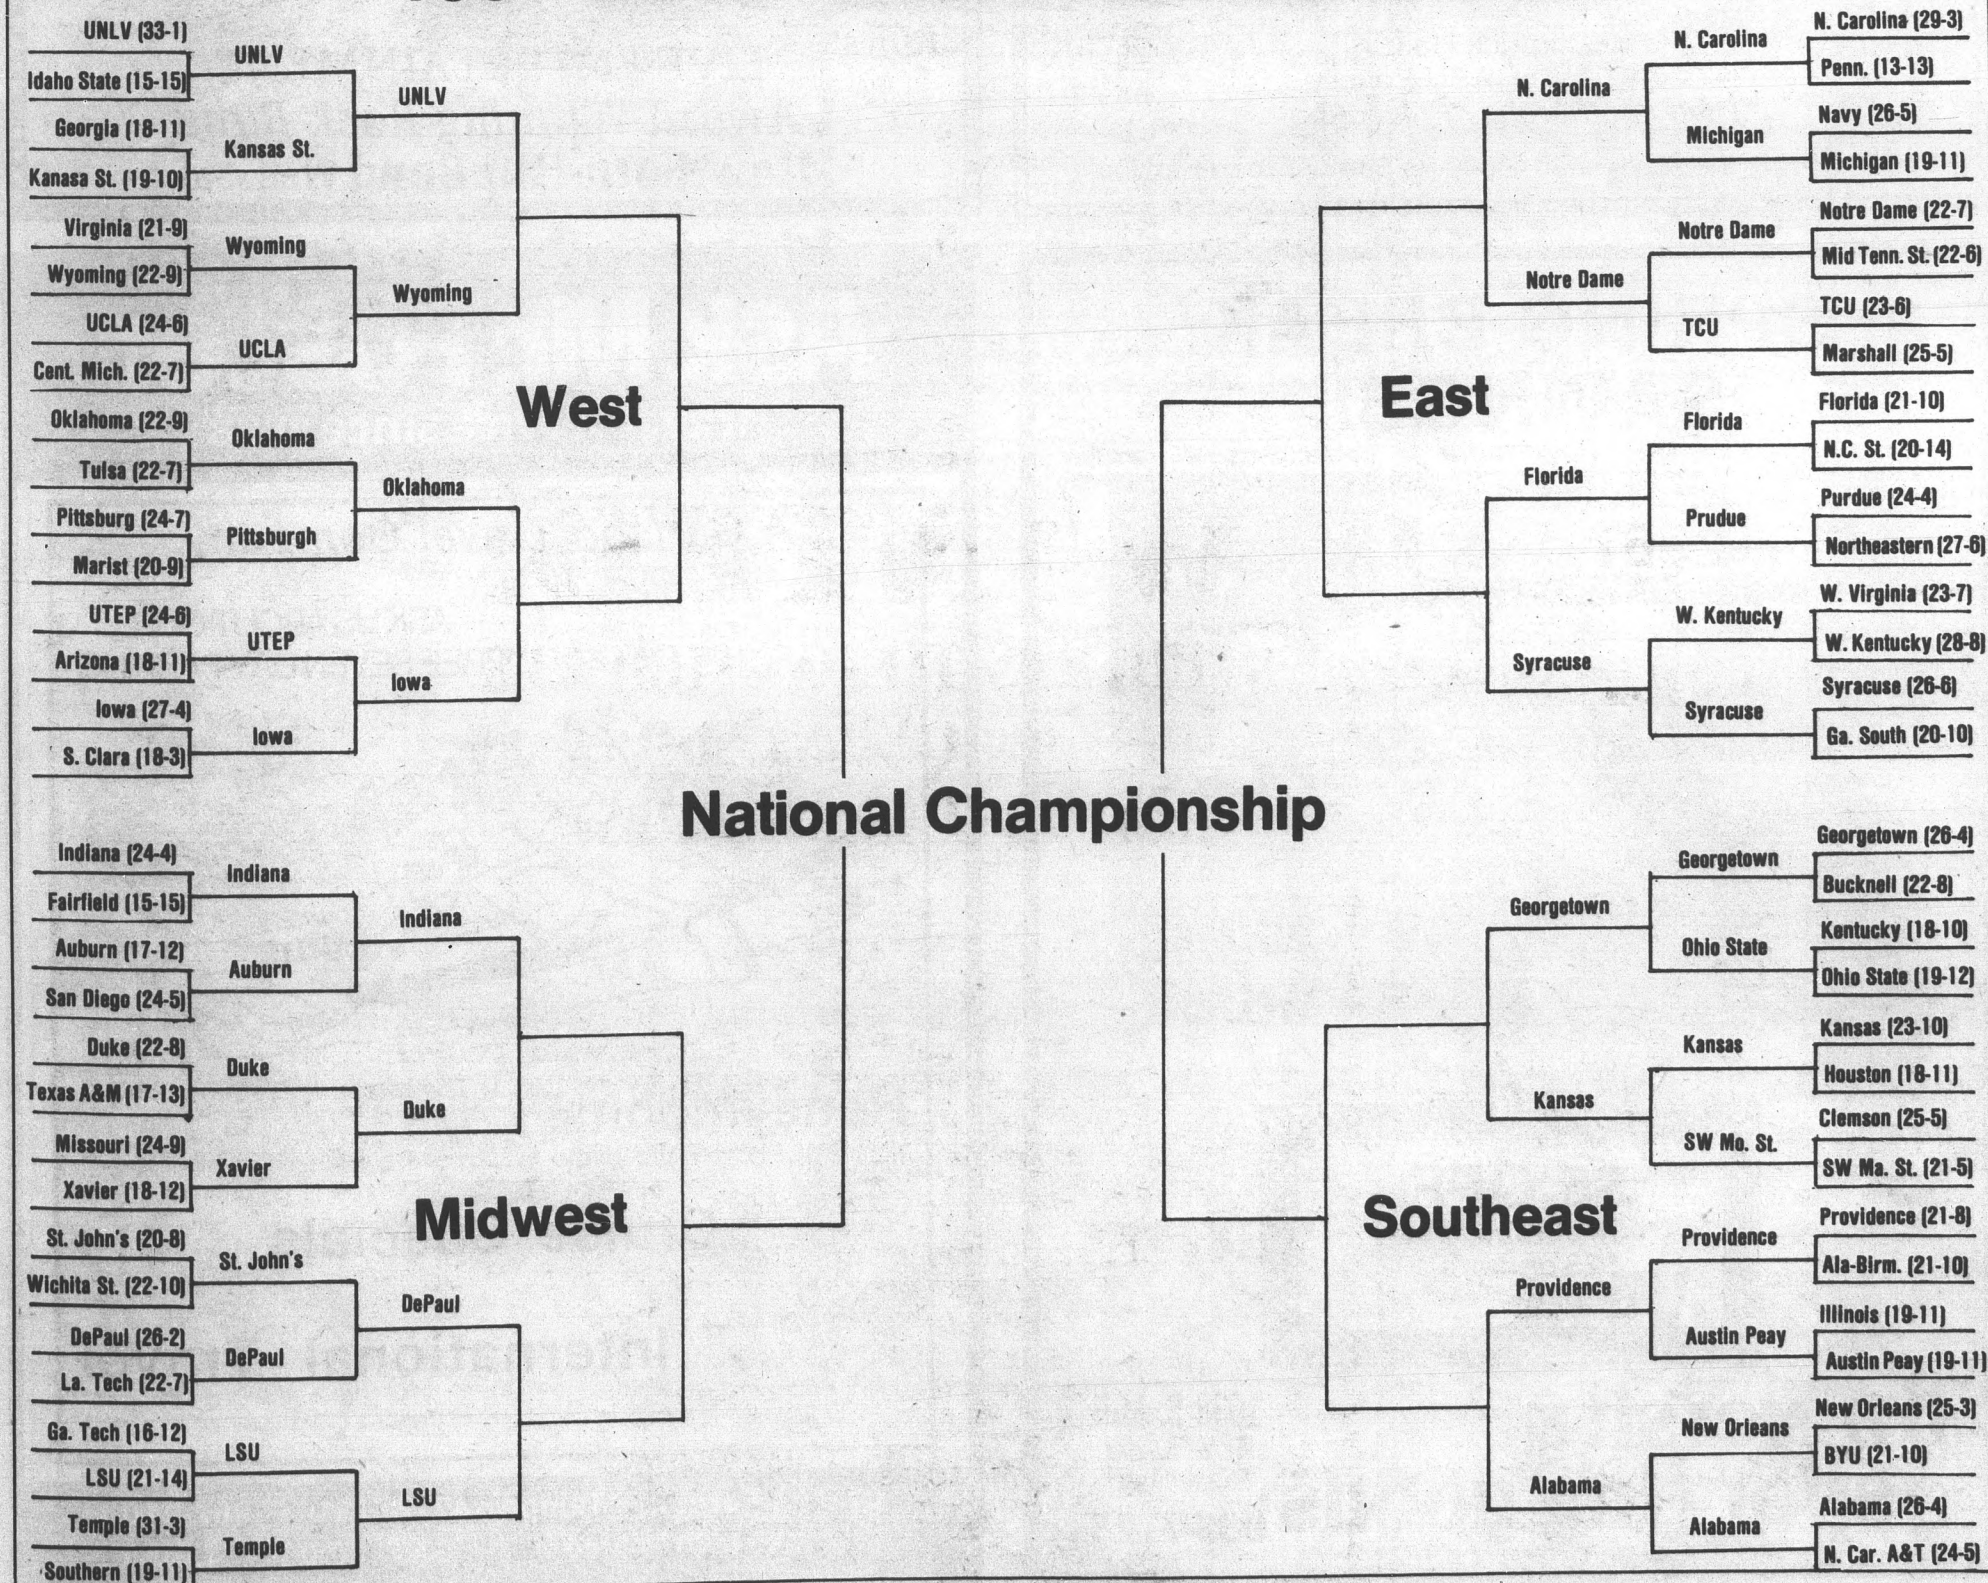 UNLV (33-1)
UNLV
Idaho State (15-15)
UNLV
Georgia (18-11)
Kansas St.
Kanasa St. (19-10)
Virginia (21-9)
Wyoming
Wyoming (22-9)
Wyoming
UCLA (24-6)
UCLA
Cent. Mich. (22-7)
West
Oklahoma (22-9)
Oklahoma
Tulsa (22-7)
Oklahoma
Pittsburg (24-7)
Pittsburgh
Marist (20-9)
UTEP (24-6)
UTEP
Arizona (18-11)
Iowa
Iowa (27-4)
Iowa
S. Clara (18-3)
N. Carolina (29-3)
N. Carolina
Penn. (13-13)
N. Carolina
Navy (26-5)
Michigan
Michigan (19-11)
Notre Dame (22-7)
Notre Dame
Mid Tenn. St. (22-6)
Notre Dame
TCU (23-6)
TCU
Marshall (25-5)
East
Florida (21-10)
Florida
N.C. St. (20-14)
Florida
Purdue (24-4)
Prudue
Northeastern (27-6)
W. Virginia (23-7)
W. Kentucky
W. Kentucky (28-8)
Syracuse
Syracuse (26-6)
Syracuse
Ga. South (20-10)
National Championship
Indiana (24-4)
Indiana
Fairfield (15-15)
Indiana
Auburn (17-12)
Auburn
San Diego (24-5)
Duke (22-8)
Duke
Texas A&M (17-13)
Duke
Missouri (24-9)
Xavier
Xavier (18-12)
Midwest
St. John's (20-8)
St. John's
Wichita St. (22-10)
DePaul
DePaul (26-2)
DePaul
La. Tech (22-7)
Ga. Tech (16-12)
LSU
LSU (21-14)
LSU
Temple (31-3)
Temple
Southern (19-11)
Georgetown (26-4)
Georgetown
Bucknell (22-8)
Georgetown
Kentucky (18-10)
Ohio State
Ohio State (19-12)
Kansas (23-10)
Kansas
Houston (18-11)
Kansas
Clemson (25-5)
SW Mo. St.
SW Ma. St. (21-5)
Southeast
Providence (21-8)
Providence
Ala-Birm. (21-10)
Providence
Illinois (19-11)
Austin Peay
Austin Peay (19-11)
New Orleans (25-3)
New Orleans
BYU (21-10)
Alabama
Alabama (26-4)
Alabama
N. Car. A&T (24-5)